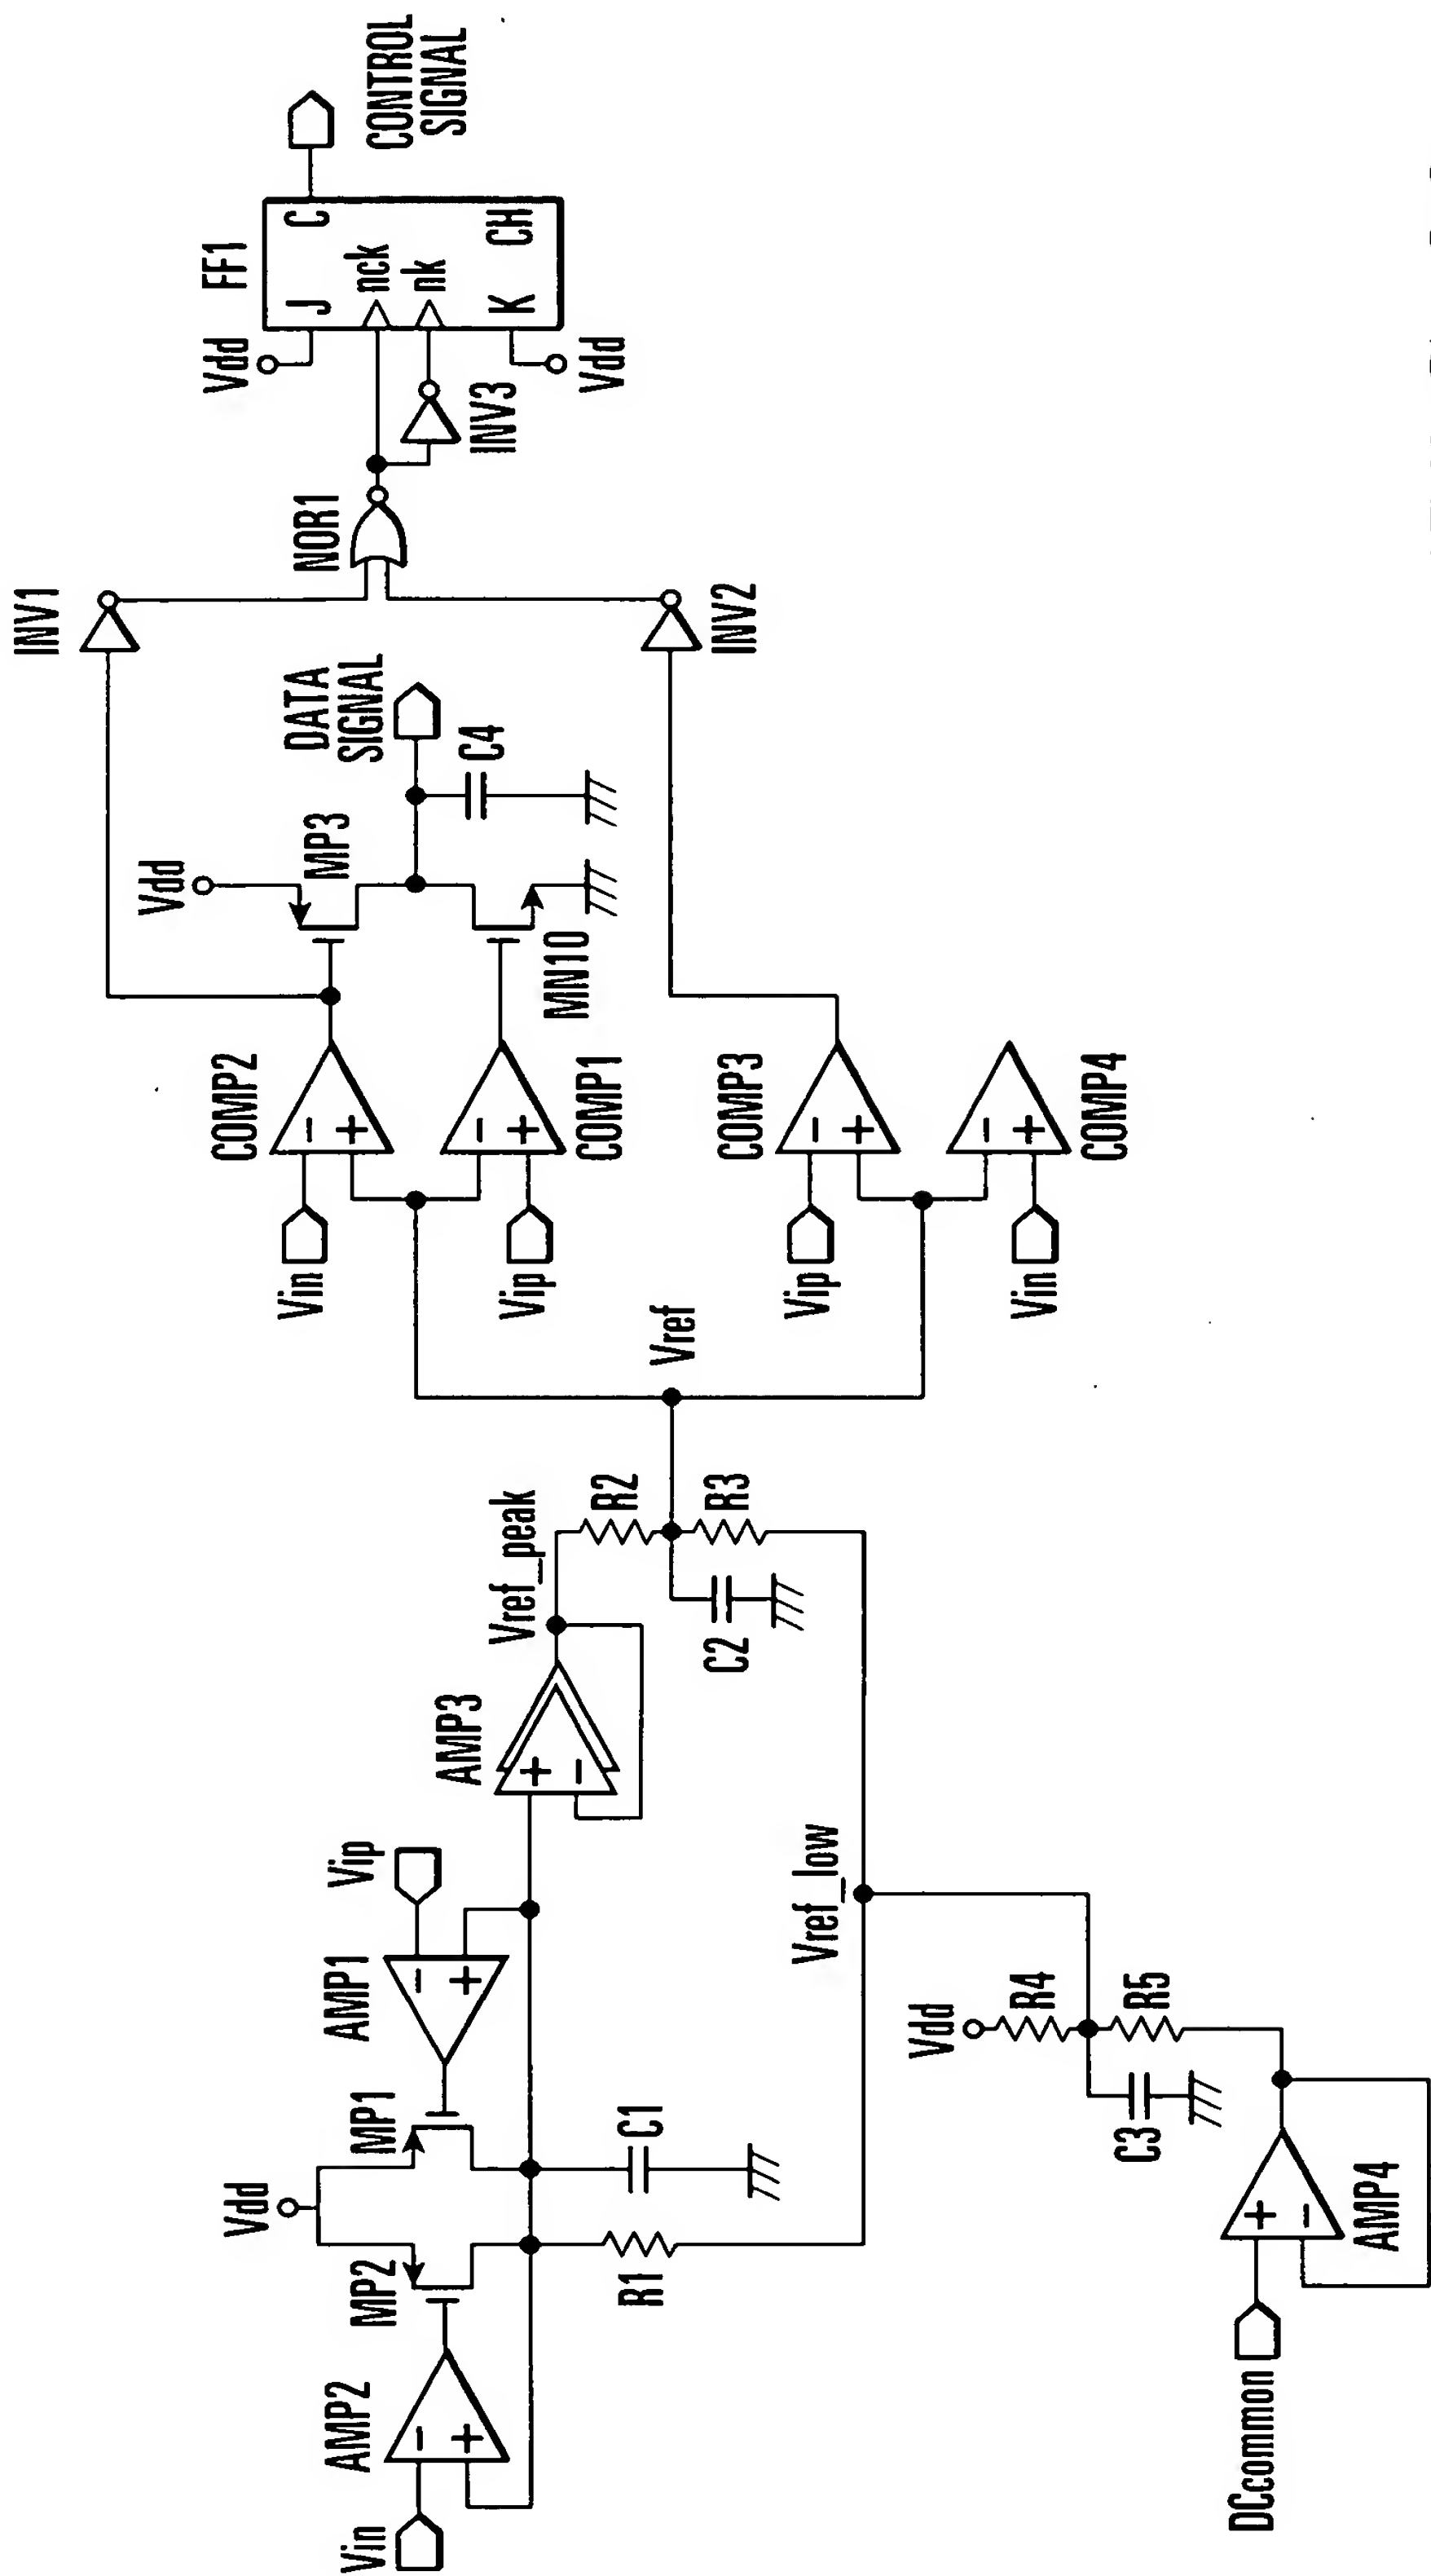 Vin
AMP2
-
+
MP2
Vdd
MP1
AMP1
-
+
Vip
R1
C1
AMP3
+
-
Vref_peak
R2
R3
C2
Vref
Vref_low
DCcommon
AMP4
+
-
Vdd
R4
R5
C3
Vin
COMP2
-
+
Vip
COMP1
-
+
Vip
COMP3
-
+
Vin
COMP4
-
+
Vdd
MP3
MN10
C4
DATA
SIGNAL
INV1
INV2
NOR1
INV3
Vdd
Vdd
FF1
J
C
nck
nk
K
CH
CONTROL
SIGNAL